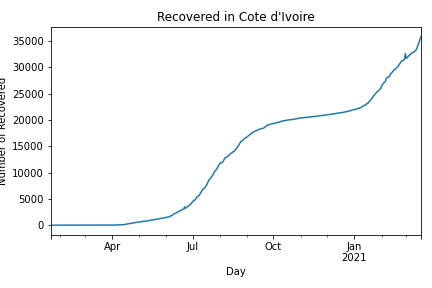 Recovered in Cote d'Ivoire
Number of Recovered
35000
30000
25000
20000
15000
10000
5000
0
Apr
Jul
Oct
Jan
2021
Day